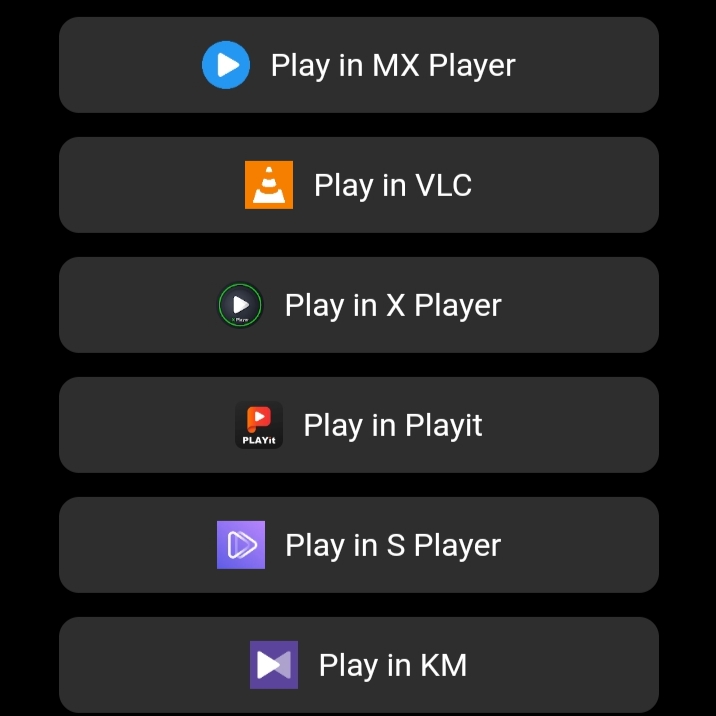 Play in MX Player
Play in VLC
Play in X Player
X Player
Play in Playit
PLAYit
Play in S Player
Play in KM